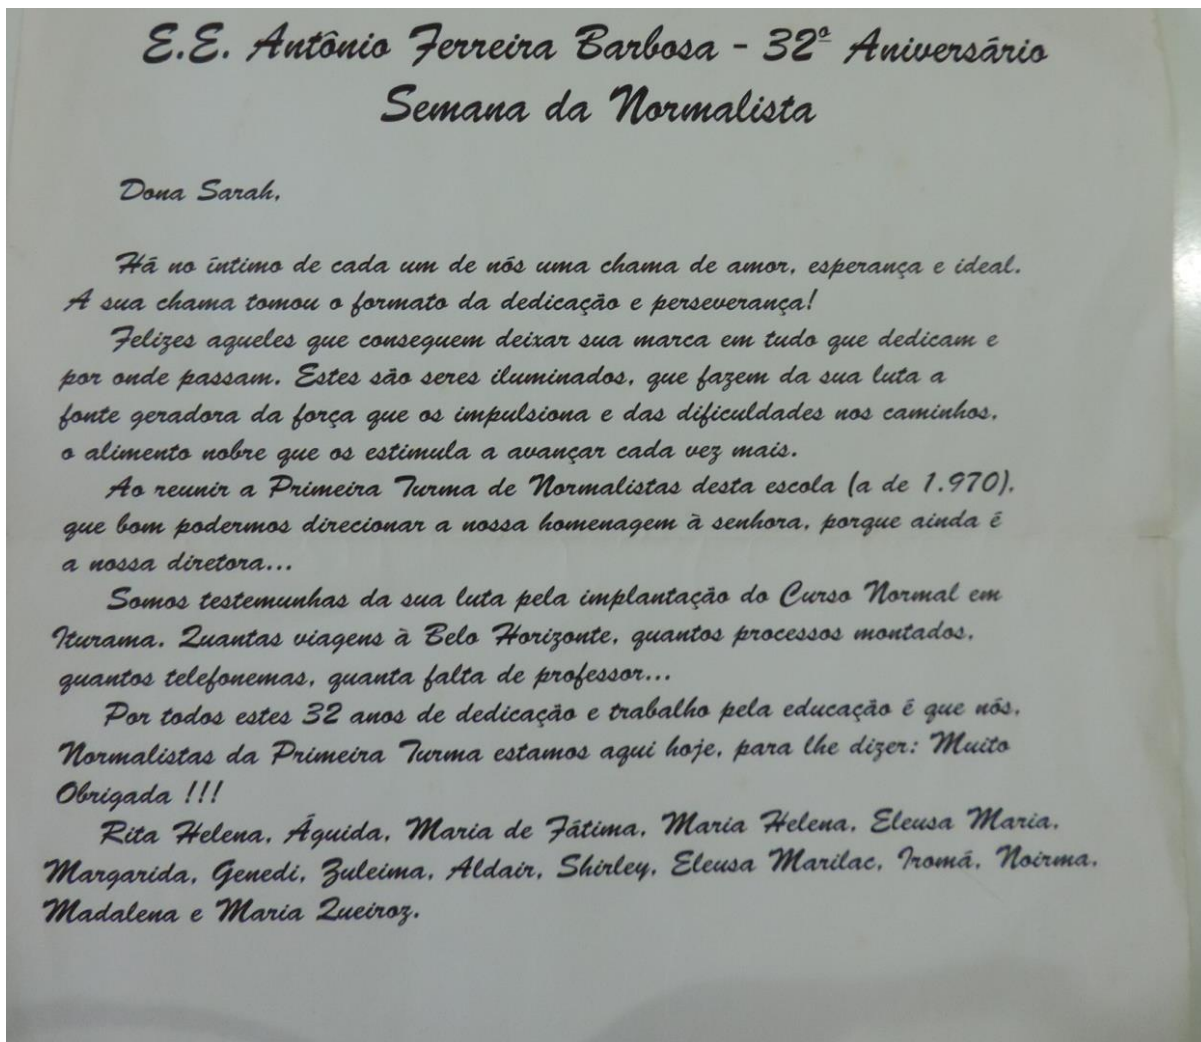 E.E. Antônio Ferreira Barbosa - 32º Aniversário
Semana da Normalista
Dona Sarah,
Há no íntimo de cada um de nós uma chama de amor, esperança e ideal.
A sua chama tomou o formato da dedicação e perseverança!
Felizes aqueles que conseguem deixar sua marca em tudo que dedicam e
por onde passam. Estes são seres iluminados, que fazem da sua luta a
fonte geradora da força que os impulsiona e das dificuldades nos caminhos,
o alimento nobre que os estimula a avançar cada vez mais.
Ao reunir a Primeira Turma de Normalistas desta escola (a de 1.970),
que bom podermos direcionar a nossa homenagem à senhora, porque ainda é
a nossa diretora...
Somos testemunhas da sua luta pela implantação do Curso Normal em
Iturama. Quantas viagens à Belo Horizonte, quantos processos montados,
quantos telefonemas, quanta falta de professor...
Por todos estes 32 anos de dedicação e trabalho pela educação é que nós,
Normalistas da Primeira Turma estamos aqui hoje, para lhe dizer: Muito
Obrigada !!!
Rita Helena, Águida, Maria de Fátima, Maria Helena, Eleusa Maria,
Margarida, Genedi, Zuleima, Aldair, Shirley, Eleusa Marilac, Iromá, Noirma,
Madalena e Maria Queiroz.